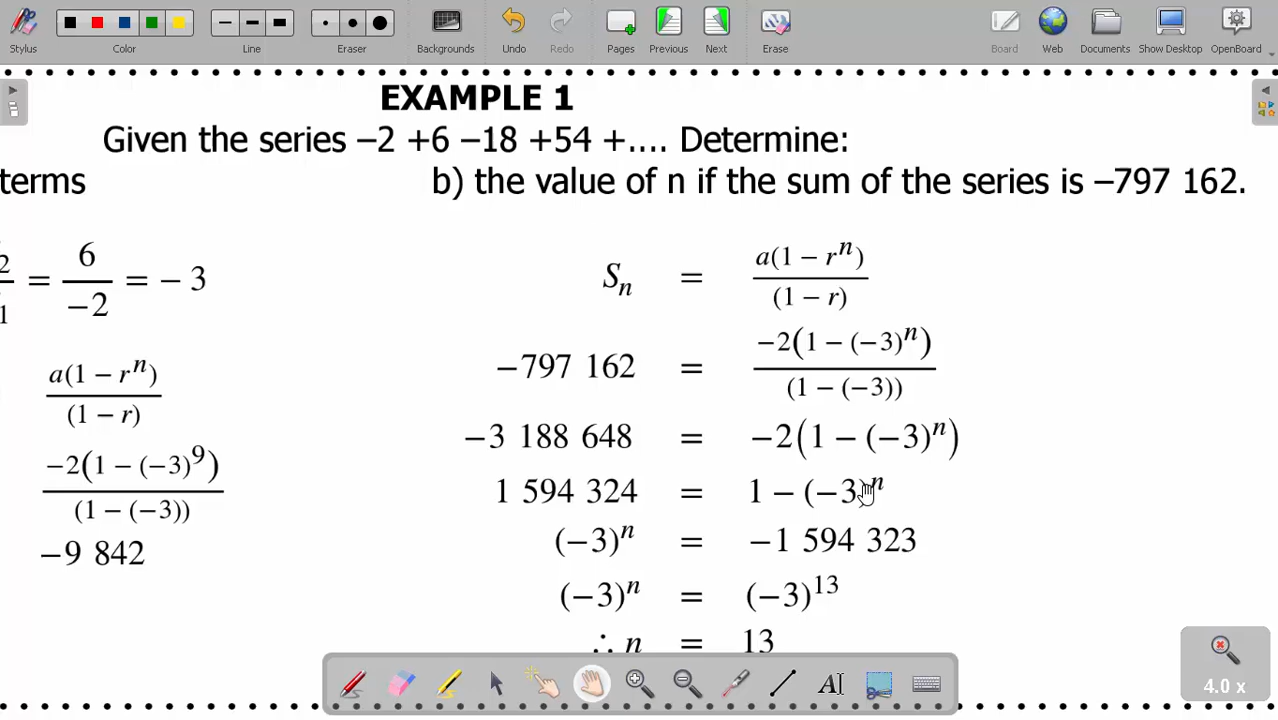 Stylus Color Line Eraser Backgrounds Undo Redo Pages Previous Next Erase Board Web Documents Show Desktop OpenBoard
EXAMPLE 1
Given the series –2 +6 –18 +54 +.... Determine:
terms
b) the value of n if the sum of the series is –797 162.
2/1 = 6/−2 = − 3
a(1 − r^n)/(1 − r)
−2(1 − (−3)^9)/(1 − (−3))
−9 842
S_n = a(1 − r^n)/(1 − r)
−797 162 = −2(1 − (−3)^n)/(1 − (−3))
−3 188 648 = −2(1 − (−3)^n)
1 594 324 = 1 − (−3)^n
(−3)^n = −1 594 323
(−3)^n = (−3)^13
∴ n = 13
4.0 x